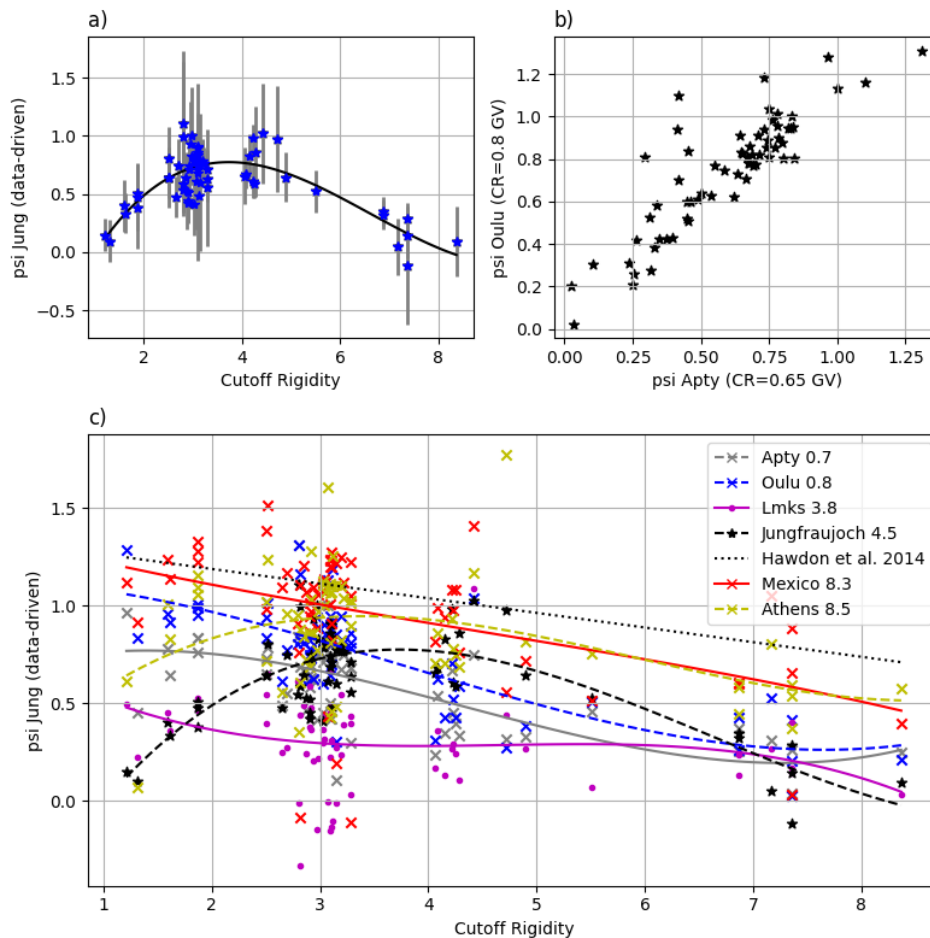 a)
psi Jung (data-driven)
1.5
1.0
0.5
0.0
−0.5
2
4
6
8
Cutoff Rigidity
b)
psi Oulu (CR=0.8 GV)
1.2
1.0
0.8
0.6
0.4
0.2
0.0
0.00
0.25
0.50
0.75
1.00
1.25
psi Apty (CR=0.65 GV)
c)
psi Jung (data-driven)
1.5
1.0
0.5
0.0
Apty 0.7
Oulu 0.8
Lmks 3.8
Jungfraujoch 4.5
Hawdon et al. 2014
Mexico 8.3
Athens 8.5
1
2
3
4
5
6
7
8
Cutoff Rigidity